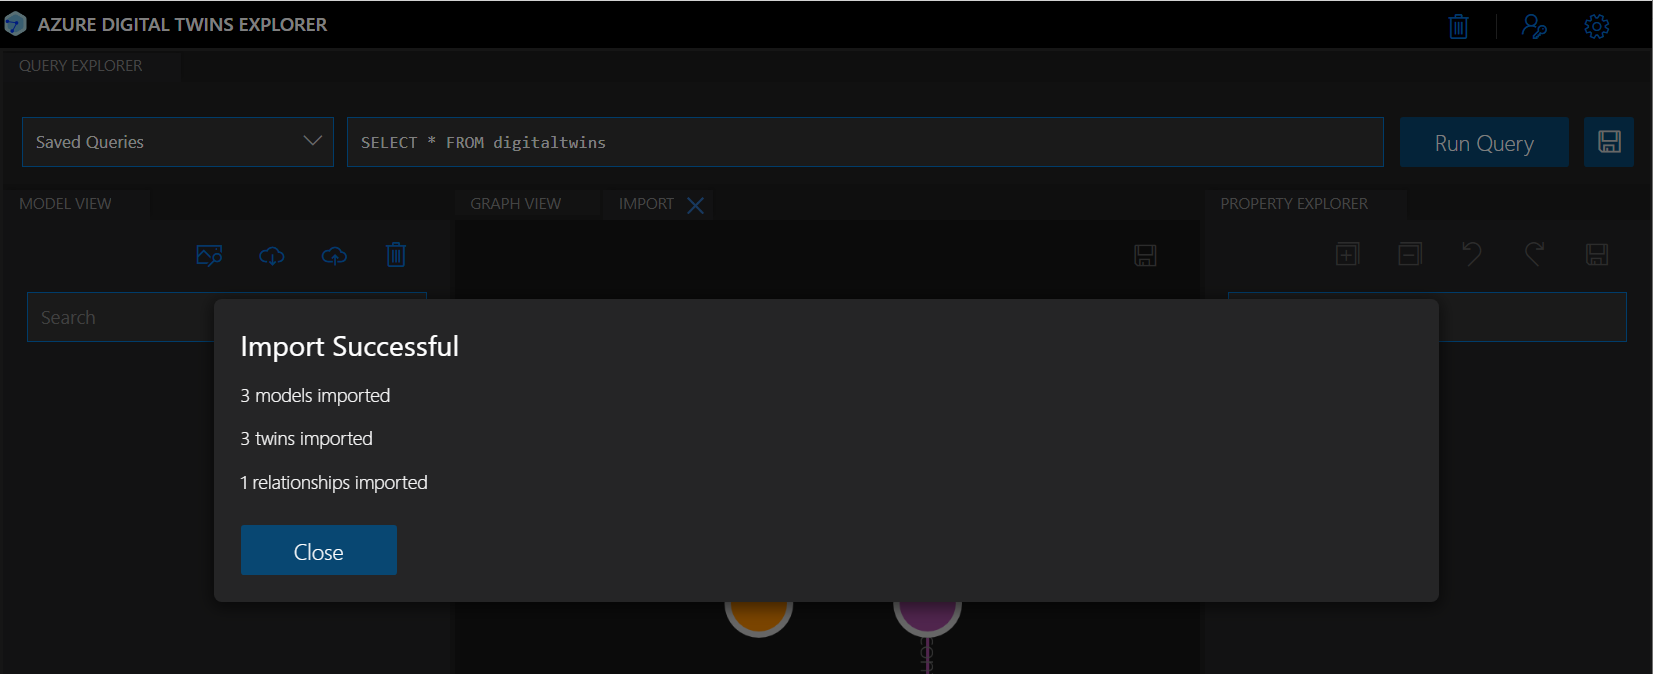 AZURE DIGITAL TWINS EXPLORER
QUERY EXPLORER
Saved Queries
SELECT * FROM digitaltwins
Run Query
MODEL VIEW
GRAPH VIEW
IMPORT
PROPERTY EXPLORER
Search
Import Successful
3 models imported
3 twins imported
1 relationships imported
Close